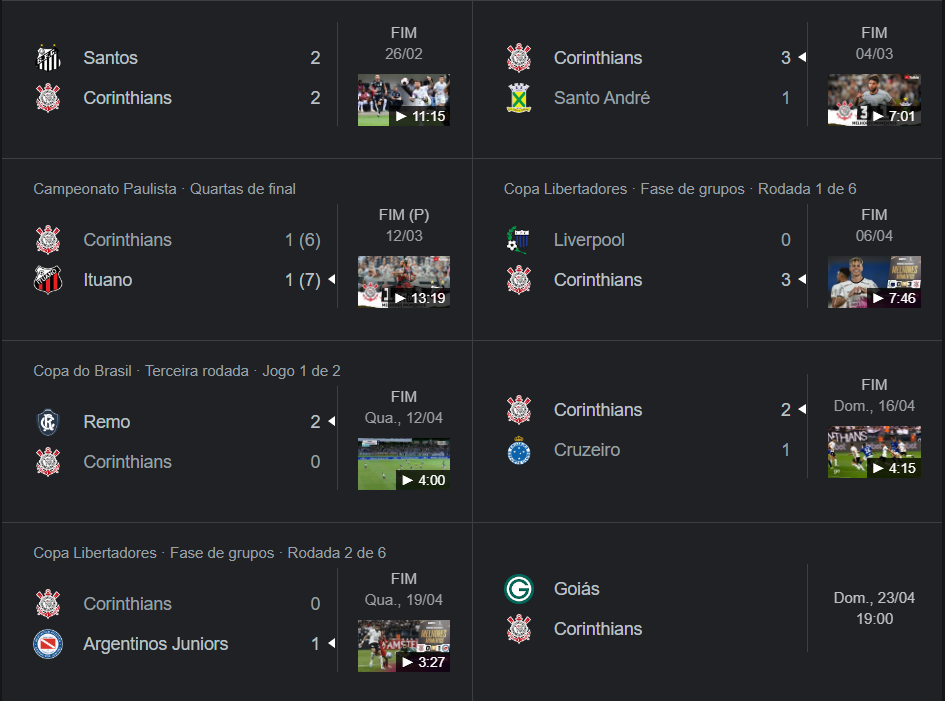 FIM
26/02
Santos 2
Corinthians 2
11:15
FIM
04/03
Corinthians 3
Santo André 1
7:01
Campeonato Paulista · Quartas de final
FIM (P)
12/03
Corinthians 1 (6)
Ituano 1 (7)
13:19
Copa Libertadores · Fase de grupos · Rodada 1 de 6
FIM
06/04
Liverpool 0
Corinthians 3
7:46
Copa do Brasil · Terceira rodada · Jogo 1 de 2
FIM
Qua., 12/04
Remo 2
Corinthians 0
4:00
FIM
Dom., 16/04
Corinthians 2
Cruzeiro 1
4:15
Copa Libertadores · Fase de grupos · Rodada 2 de 6
FIM
Qua., 19/04
Corinthians 0
Argentinos Juniors 1
3:27
Goiás
Corinthians
Dom., 23/04
19:00